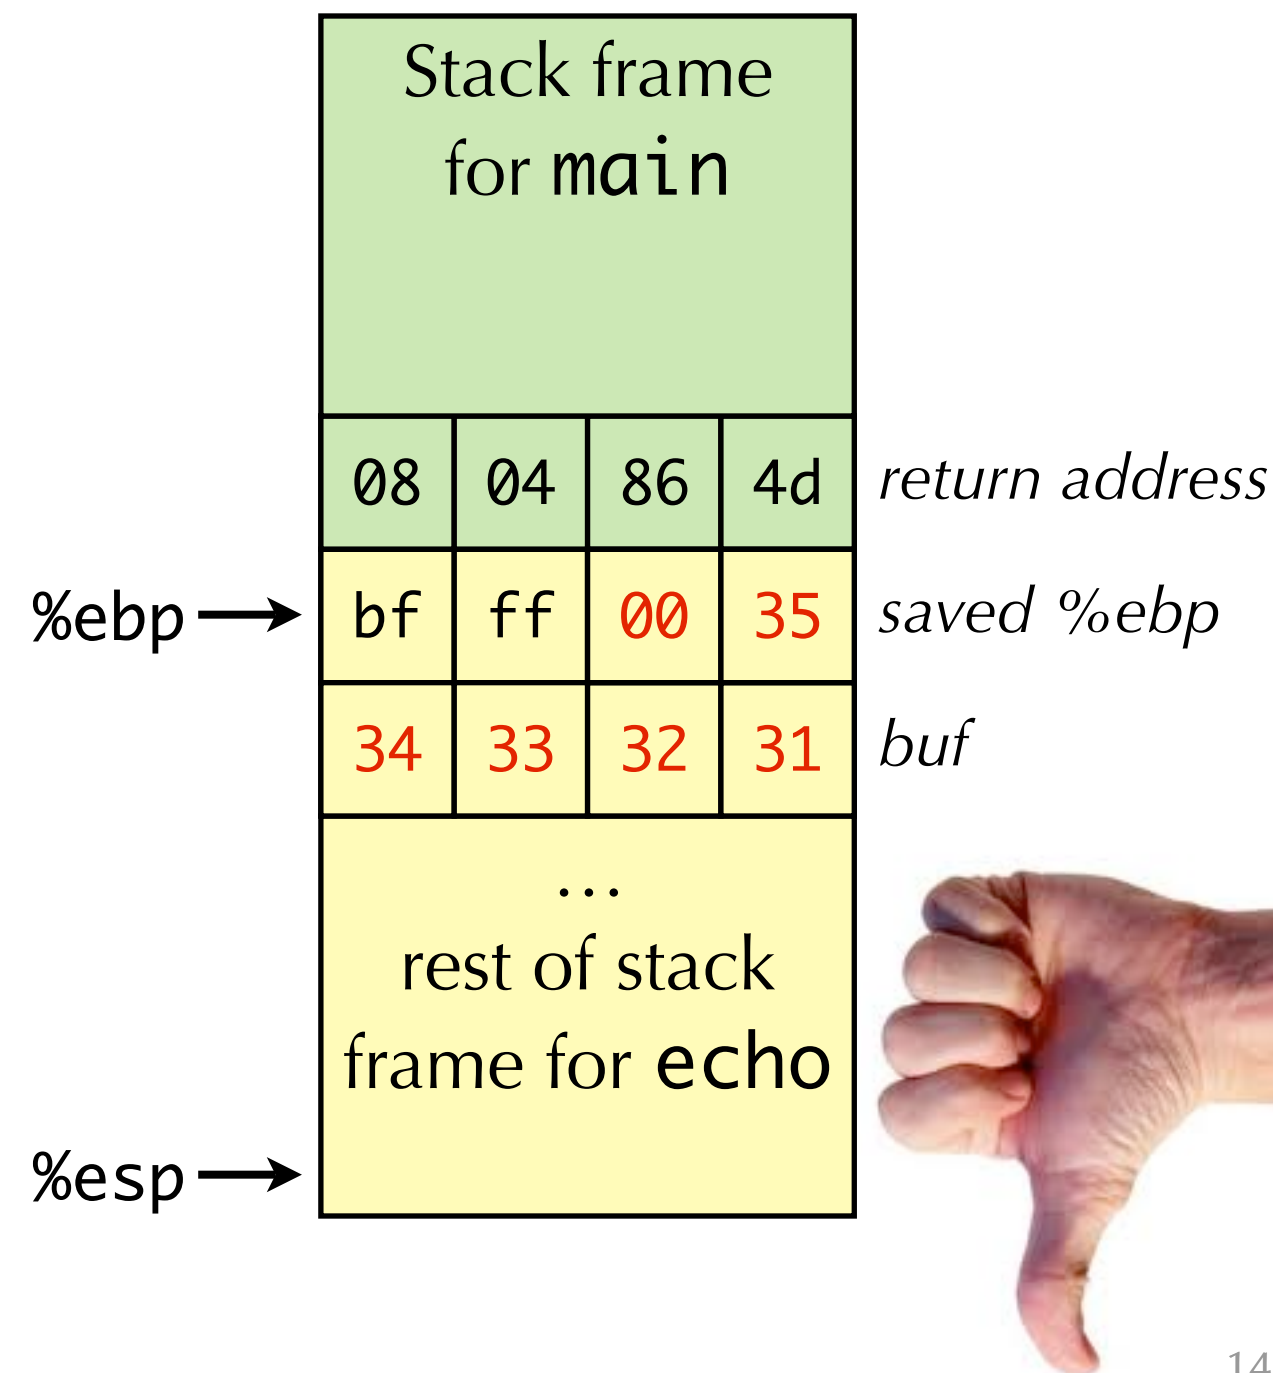 Stack frame
for main
08 04 86 4d return address
%ebp bf ff 00 35 saved %ebp
34 33 32 31 buf
...
rest of stack
frame for echo
%esp
14